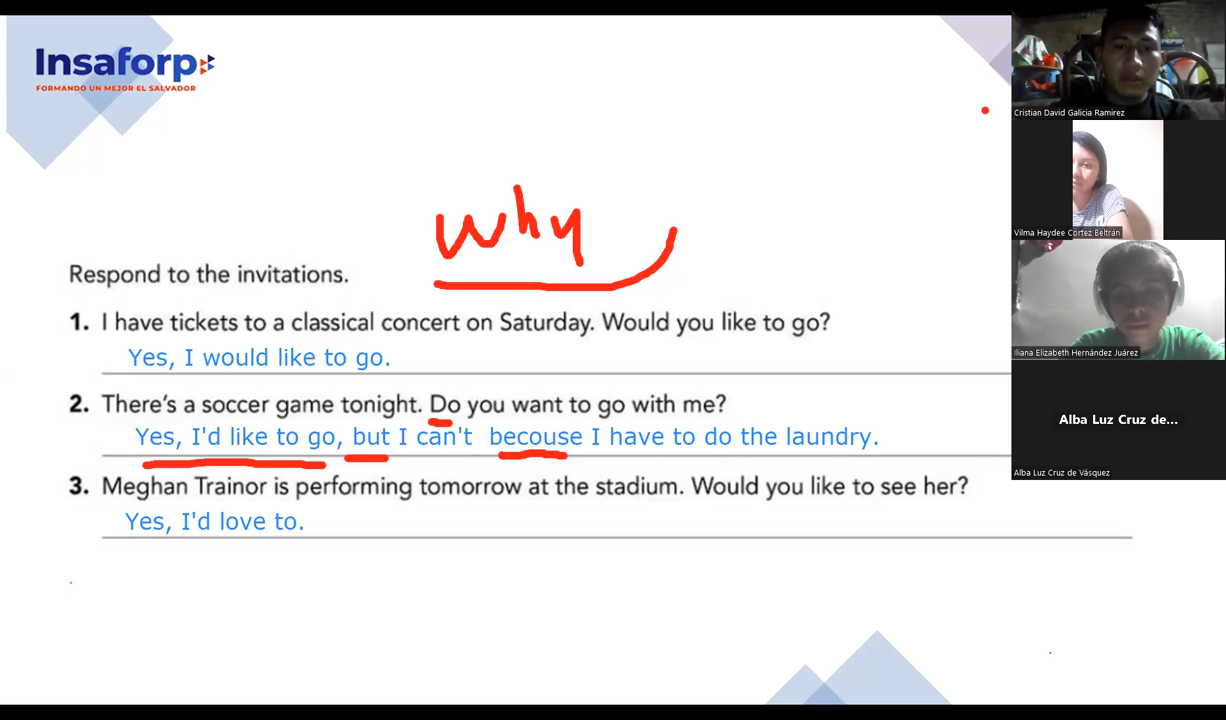 Insaforp
FORMANDO UN MEJOR EL SALVADOR
why
Respond to the invitations.
1. I have tickets to a classical concert on Saturday. Would you like to go?
Yes, I would like to go.
2. There's a soccer game tonight. Do you want to go with me?
Yes, I'd like to go, but I can't becouse I have to do the laundry.
3. Meghan Trainor is performing tomorrow at the stadium. Would you like to see her?
Yes, I'd love to.
Cristian David Galicia Ramirez
Vilma Haydee Cortez Beltrán
Iliana Elizabeth Hernández Juárez
Alba Luz Cruz de...
Alba Luz Cruz de Vásquez